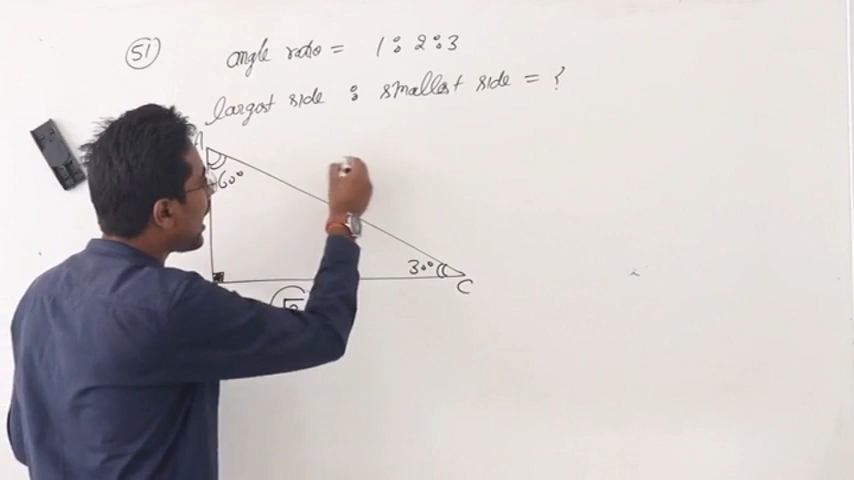 51
angle ratio = 1:2:3
largest side : smallest side = ?
A
60°
30°
C